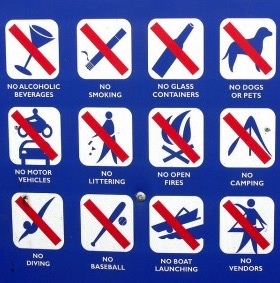 NO ALCOHOLIC
BEVERAGES
NO
SMOKING
NO GLASS
CONTAINERS
NO DOGS
OR PETS
NO MOTOR
VEHICLES
NO
LITTERING
NO OPEN
FIRES
NO
CAMPING
NO
DIVING
NO
BASEBALL
NO BOAT
LAUNCHING
NO
VENDORS